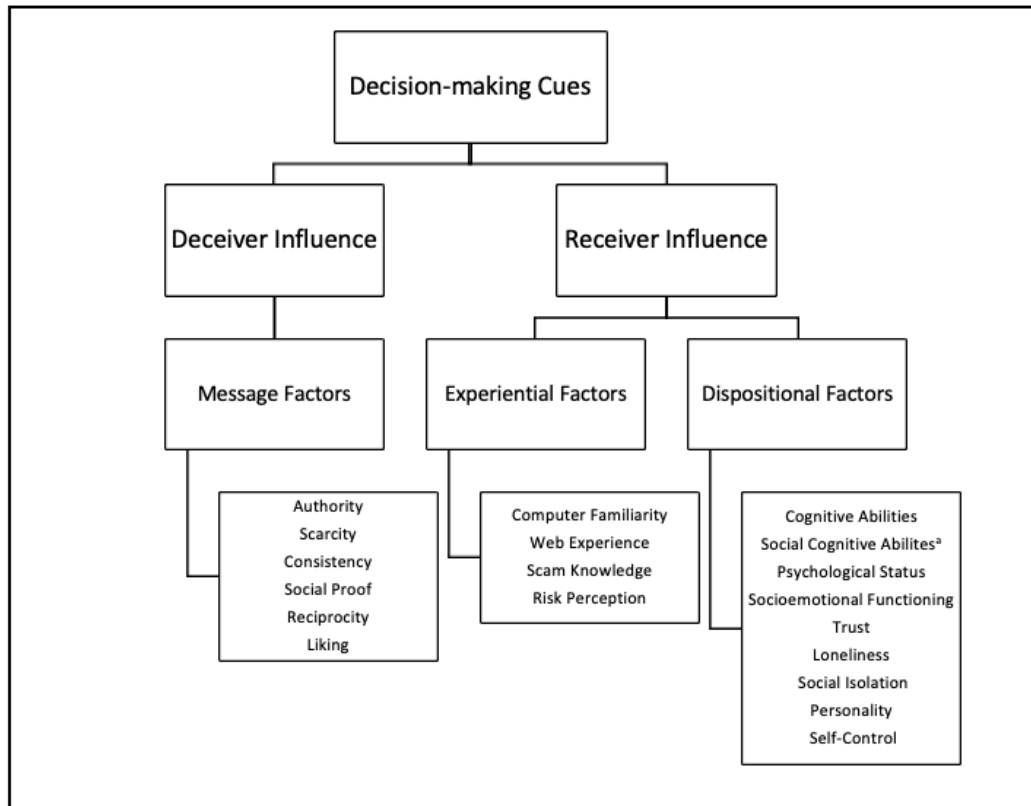 Decision-making Cues
Deceiver Influence
Receiver Influence
Message Factors
Experiential Factors
Dispositional Factors
Authority
Scarcity
Consistency
Social Proof
Reciprocity
Liking
Computer Familiarity
Web Experience
Scam Knowledge
Risk Perception
Cognitive Abilities
Social Cognitive Abilitesᵃ
Psychological Status
Socioemotional Functioning
Trust
Loneliness
Social Isolation
Personality
Self-Control